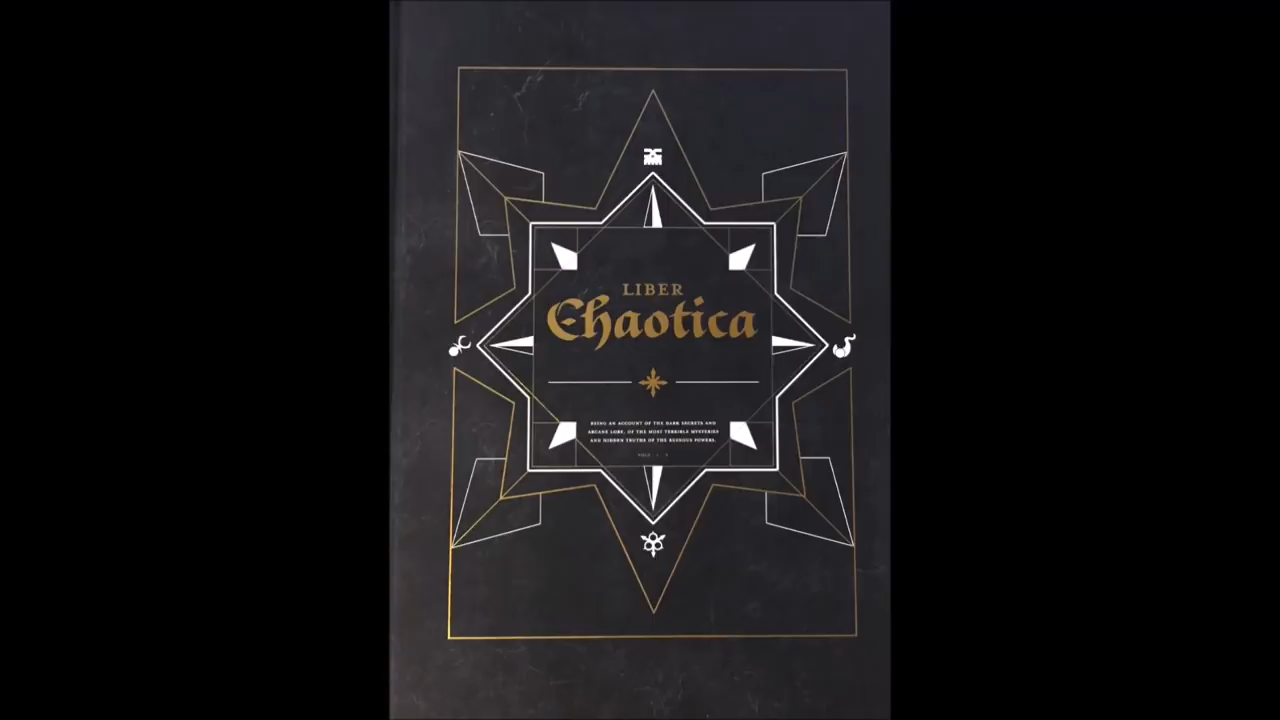 LIBER
Chaotica
BEING AN ACCOUNT OF THE DARK SECRETS AND
ARCANE LORE, OF THE MOST TERRIBLE MYSTERIES
AND HIDDEN TRUTHS OF THE RUINOUS POWERS.